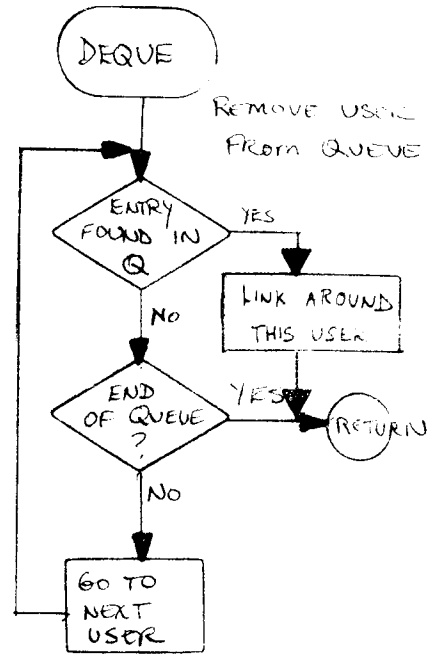 DEQUE
REMOVE USER
FROM QUEUE
ENTRY
FOUND IN
Q
YES
LINK AROUND
THIS USER
NO
END
OF QUEUE
?
YES
RETURN
NO
GO TO
NEXT
USER